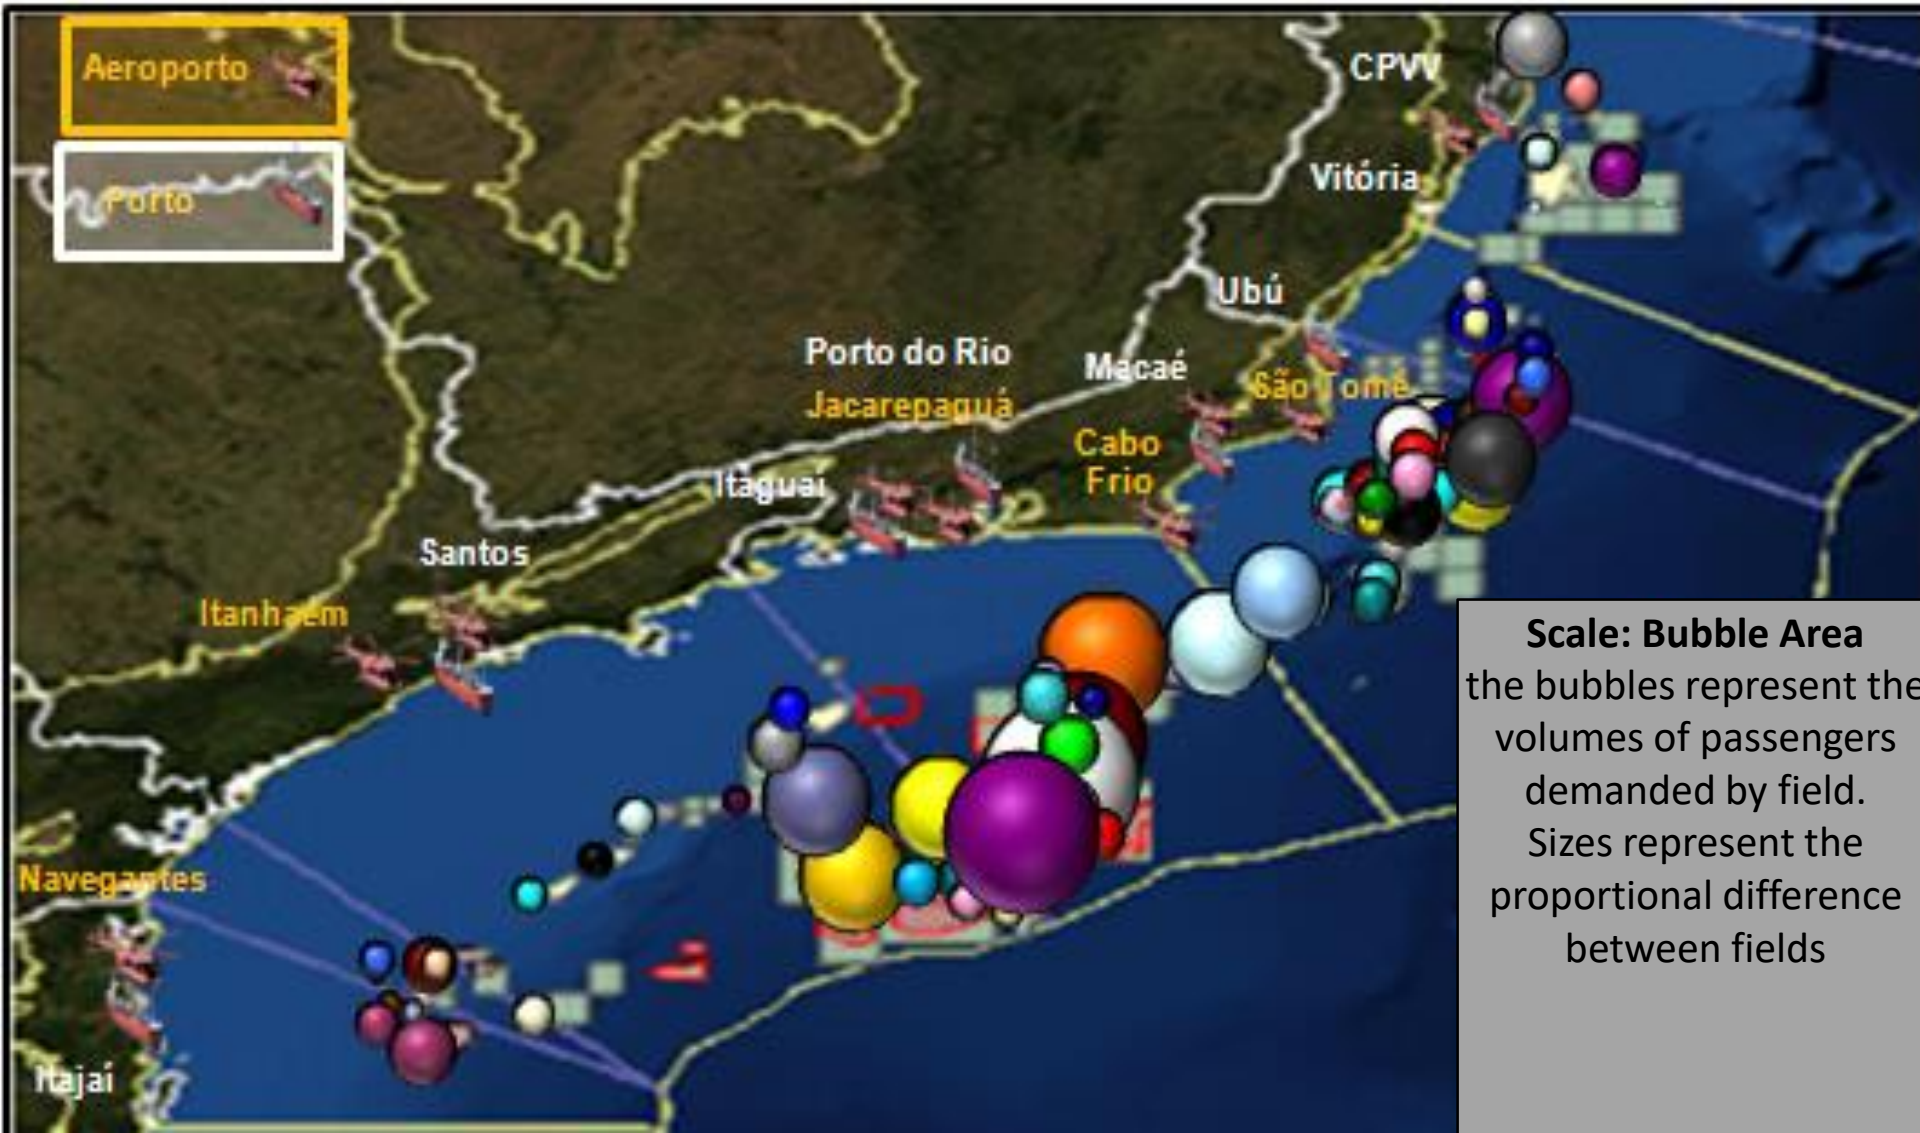 Aeroporto
Porto
CPVV
Vitória
Ubú
Porto do Rio
Jacarepaguá
Macaé
São Tomé
Cabo
Frio
Itaguaí
Santos
Itanhaém
Navegantes
Itajaí
Scale: Bubble Area
the bubbles represent the
volumes of passengers
demanded by field.
Sizes represent the
proportional difference
between fields